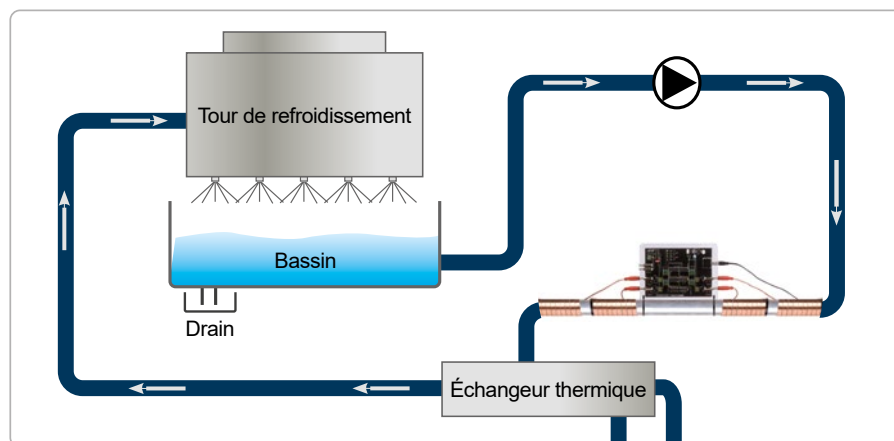 Tour de refroidissement
Bassin
Drain
Échangeur thermique